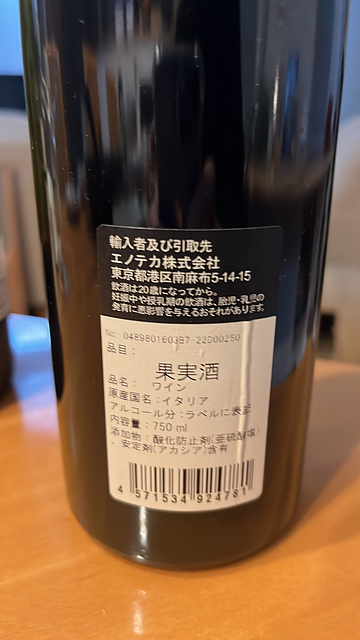 輸入者及び引取先
エノテカ株式会社
東京都港区南麻布5-14-15
飲酒は20歳になってから。
妊娠中や授乳期の飲酒は、胎児・乳児の
発育に悪影響を与えるおそれがあります。
No. 048980160367-22000250
品目：
果実酒
品名： ワイン
原産国名：イタリア
アルコール分：ラベルに表記
内容量：750 ml
添加物：酸化防止剤(亜硫酸塩)
、安定剤(アカシア)含有
4 571534 924781